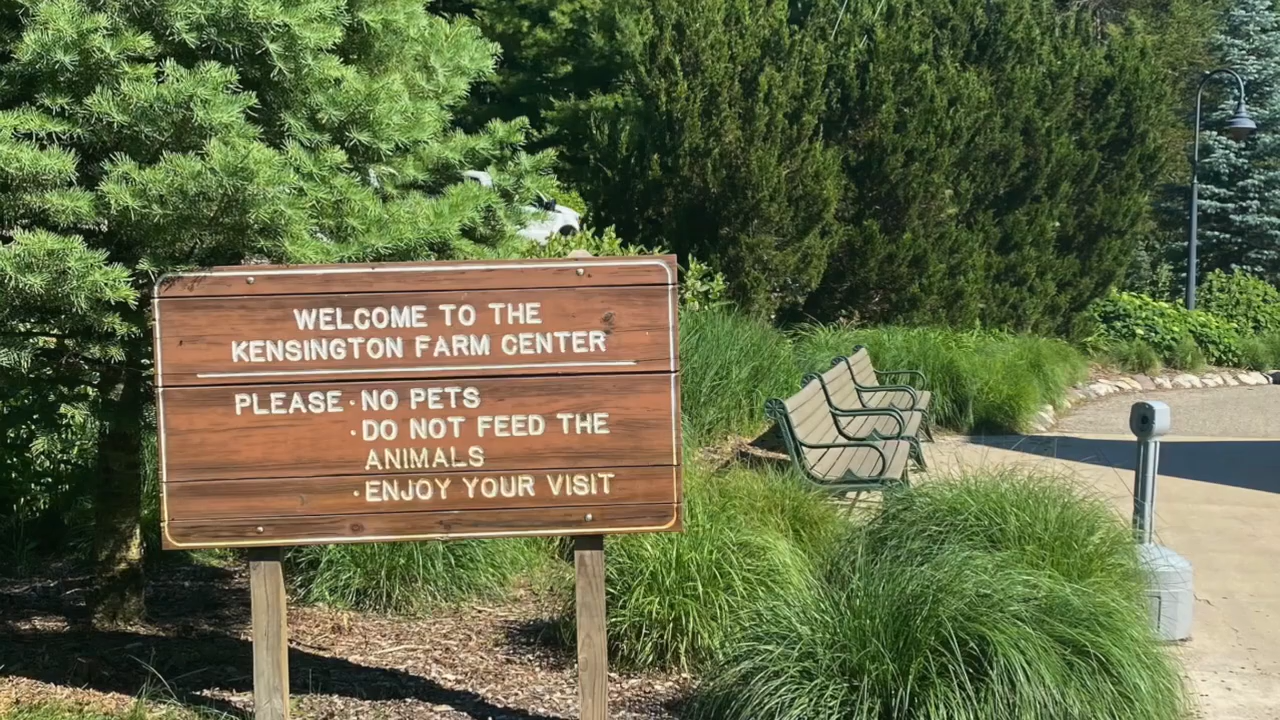 WELCOME TO THE
KENSINGTON FARM CENTER
PLEASE · NO PETS
· DO NOT FEED THE
ANIMALS
· ENJOY YOUR VISIT